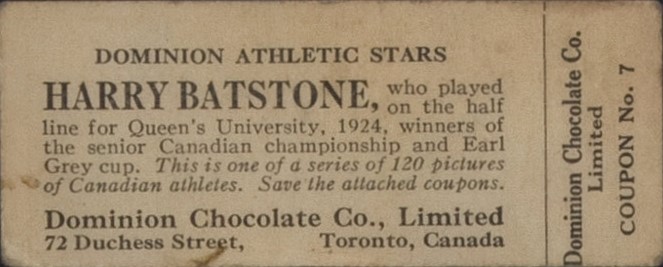 DOMINION ATHLETIC STARS
HARRY BATSTONE, who played
on the half
line for Queen's University, 1924, winners of
the senior Canadian championship and Earl
Grey cup. This is one of a series of 120 pictures
of Canadian athletes. Save the attached coupons.
Dominion Chocolate Co., Limited
72 Duchess Street, Toronto, Canada
Dominion Chocolate Co.
Limited
COUPON No. 7